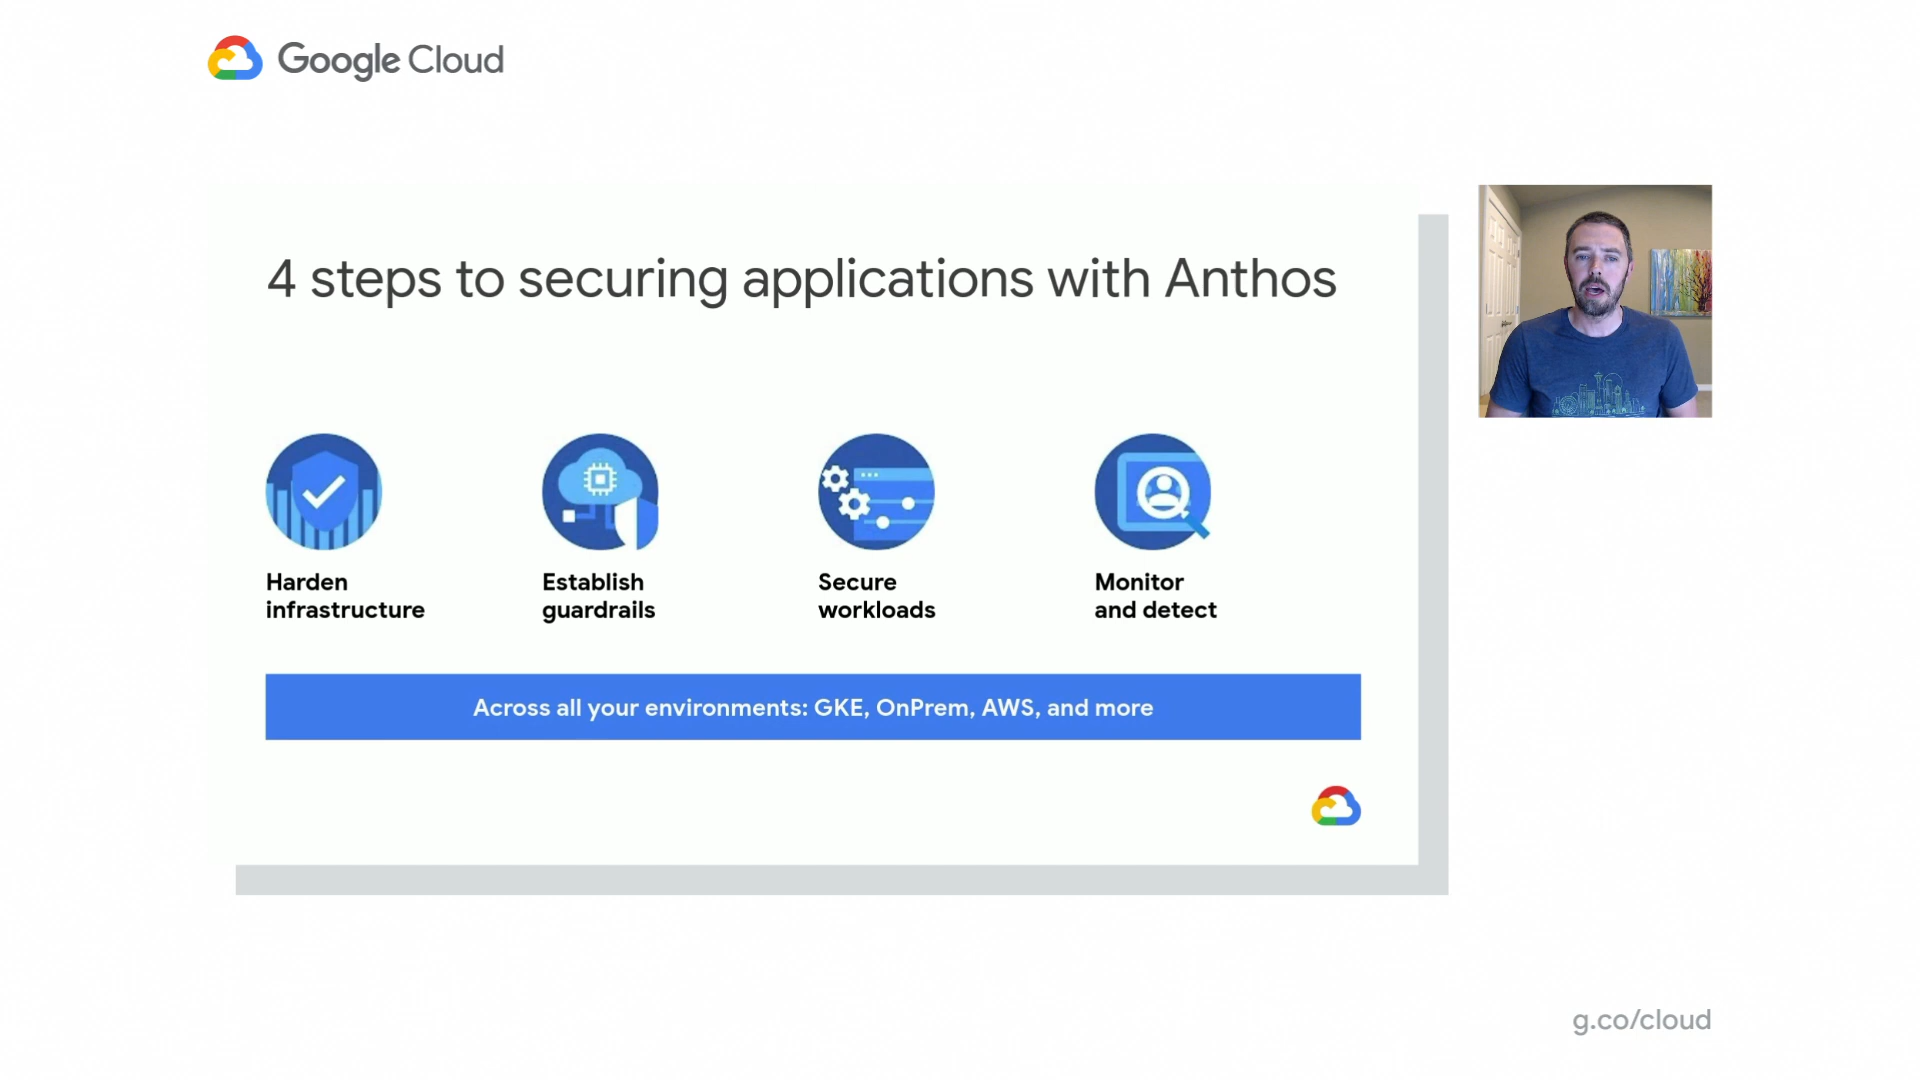 Google Cloud
4 steps to securing applications with Anthos
Harden
infrastructure
Establish
guardrails
Secure
workloads
Monitor
and detect
Across all your environments: GKE, OnPrem, AWS, and more
g.co/cloud